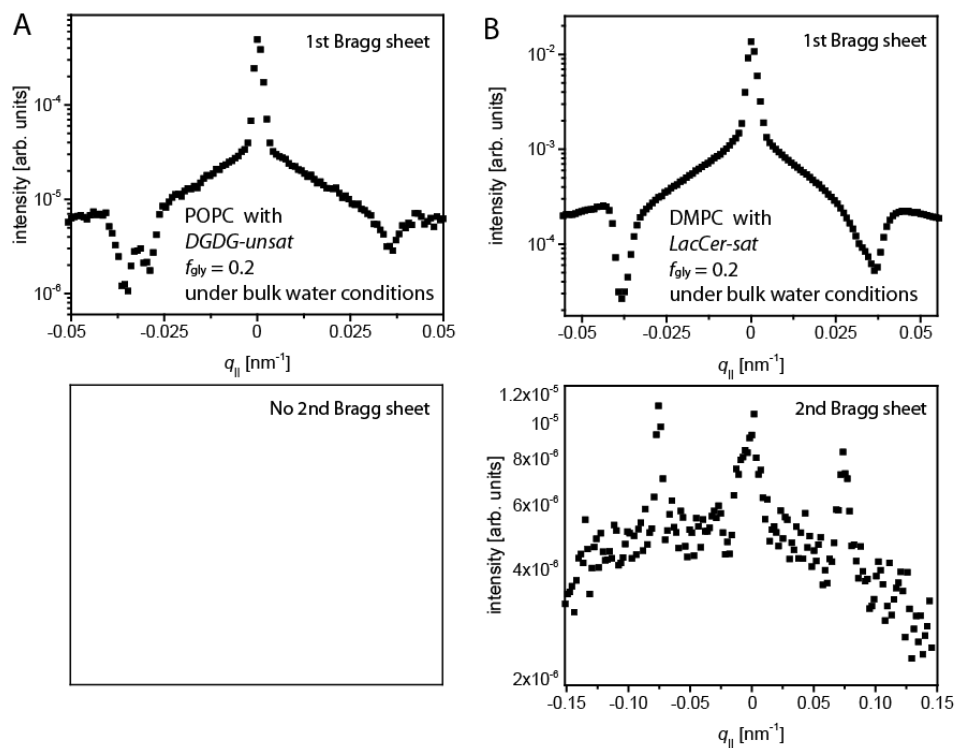 A
1st Bragg sheet
intensity [arb. units]
10⁻⁴
10⁻⁵
10⁻⁶
POPC with
DGDG-unsat
fgly = 0.2
under bulk water conditions
-0.05 -0.025 0 0.025 0.05
q|| [nm⁻¹]
No 2nd Bragg sheet
B
1st Bragg sheet
intensity [arb. units]
10⁻²
10⁻³
10⁻⁴
DMPC with
LacCer-sat
fgly = 0.2
under bulk water conditions
-0.05 -0.025 0 0.025 0.05
q|| [nm⁻¹]
2nd Bragg sheet
intensity [arb. units]
1.2x10⁻⁵
10⁻⁵
8x10⁻⁶
6x10⁻⁶
4x10⁻⁶
2x10⁻⁶
-0.15 -0.10 -0.05 0 0.05 0.10 0.15
q|| [nm⁻¹]